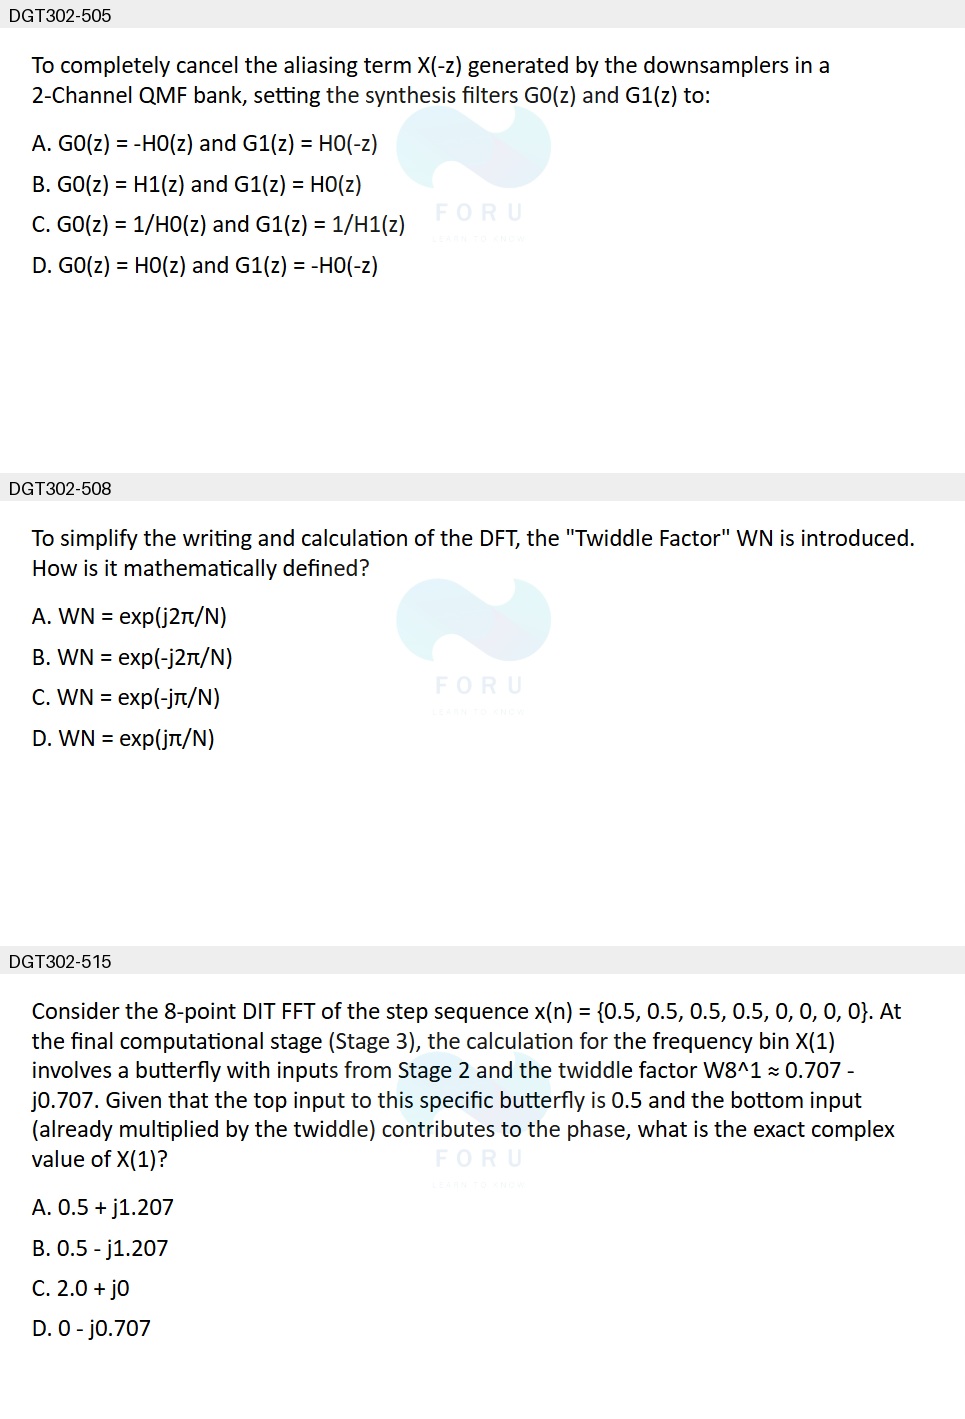 DGT302-505
To completely cancel the aliasing term X(-z) generated by the downsamplers in a
2-Channel QMF bank, setting the synthesis filters G0(z) and G1(z) to:
A. G0(z) = -H0(z) and G1(z) = H0(-z)
B. G0(z) = H1(z) and G1(z) = H0(z)
C. G0(z) = 1/H0(z) and G1(z) = 1/H1(z)
D. G0(z) = H0(z) and G1(z) = -H0(-z)
FORU
LEARN TO KNOW
DGT302-508
To simplify the writing and calculation of the DFT, the "Twiddle Factor" WN is introduced.
How is it mathematically defined?
A. WN = exp(j2π/N)
B. WN = exp(-j2π/N)
C. WN = exp(-jπ/N)
D. WN = exp(jπ/N)
FORU
LEARN TO KNOW
DGT302-515
Consider the 8-point DIT FFT of the step sequence x(n) = {0.5, 0.5, 0.5, 0.5, 0, 0, 0, 0}. At
the final computational stage (Stage 3), the calculation for the frequency bin X(1)
involves a butterfly with inputs from Stage 2 and the twiddle factor W8^1 ≈ 0.707 -
j0.707. Given that the top input to this specific butterfly is 0.5 and the bottom input
(already multiplied by the twiddle) contributes to the phase, what is the exact complex
value of X(1)?
A. 0.5 + j1.207
B. 0.5 - j1.207
C. 2.0 + j0
D. 0 - j0.707
FORU
LEARN TO KNOW